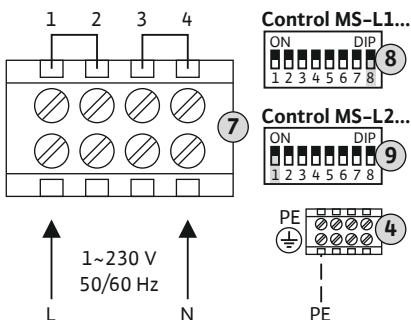 1 2 3 4
7
1~230 V
50/60 Hz
L N
Control MS-L1...
ON DIP
1 2 3 4 5 6 7 8
8
Control MS-L2...
ON DIP
1 2 3 4 5 6 7 8
9
PE
4
PE